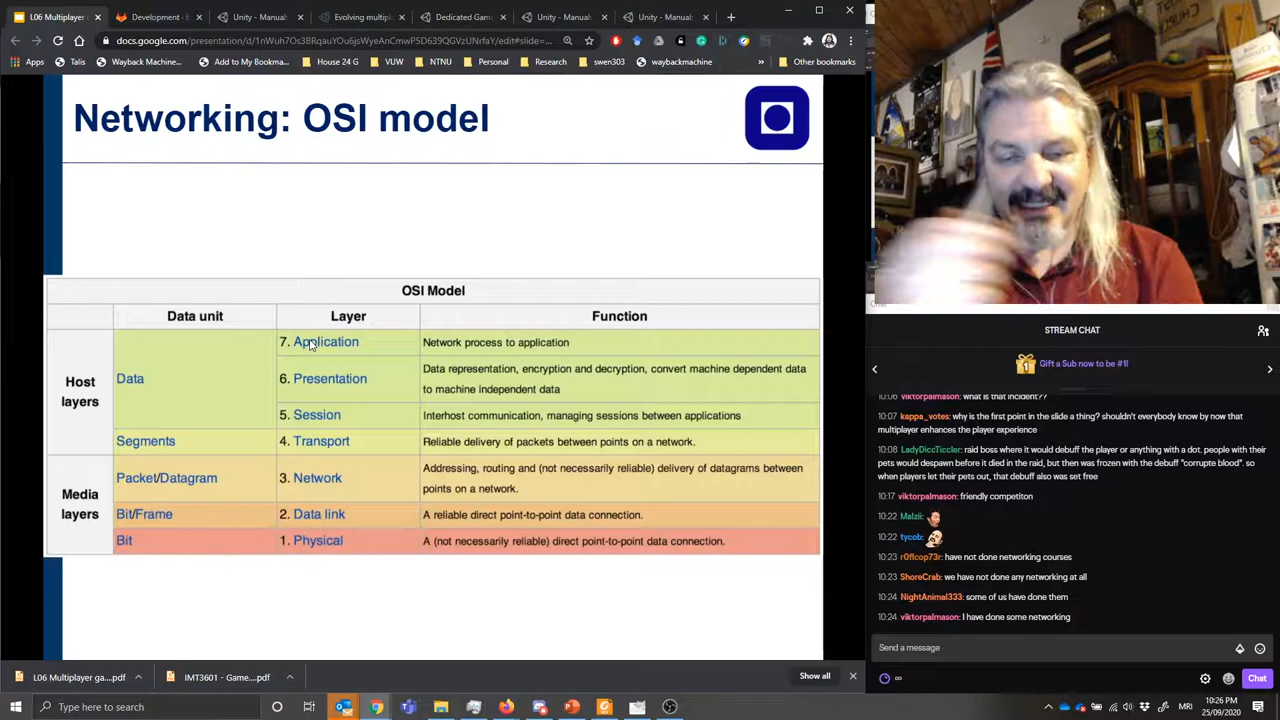 L06 Multiplayer
Gitlab
OSI model
Dedicated Game
Unity - Manual:
Unity - Manual:
Unity - Manual:
docs.google.com/presentation/d/1nWuh7Os3BRqauYOu6jsWyeAnCmwP5D639QGVzUNrfaY/edit#slide=...
Apps
Talis
Wayback Machine...
Add to My Bookmark...
House 24 G
VUW
NTNU
Personal
Research
swen303
waybackmachine
»
Networking: OSI model
OSI Model
Data unit
Layer
Function
Host layers
Data
7. Application
Network process to application
6. Presentation
Data representation, encryption and decryption, convert machine dependent data
to machine independent data
5. Session
Interhost communication, managing sessions between applications
Segments
4. Transport
Reliable delivery of packets between points on a network.
Media layers
Packet/Datagram
3. Network
Addressing, routing and (not necessarily reliable) delivery of datagrams between
points on a network.
Bit/Frame
2. Data link
A reliable direct point-to-point data connection.
Bit
1. Physical
A (not necessarily reliable) direct point-to-point data connection.
STREAM CHAT
1
Gift a Sub now to be #1!
10:06 viktorpalmason: what is that incident??
10:07 kappa_votes: why is the first point in the slide a thing? shouldn't everybody know by now that
multiplayer enhances the player experience
10:08 LadyDiccTiccler: raid boss where it would debuff the player or anything with a dot. people with their
pets would despawn before it died in the raid, but then was frozen with the debuff "corrupte blood". so
when players let their pets out, that debuff also was set free
10:17 viktorpalmason: friendly competiton
10:22 Malzii:
10:22 tycob:
10:23 r0flcop73r: have not done networking courses
10:23 ShoreCrab: we have not done any networking at all
10:24 NightAnimal333: some of us have done them
10:24 viktorpalmason: I have done some networking
Send a message
∞
Chat
L06 Multiplayer ga....pdf
IMT3601 - Game....pdf
Show all
Type here to search
MRI
10:26 PM
25/09/2020